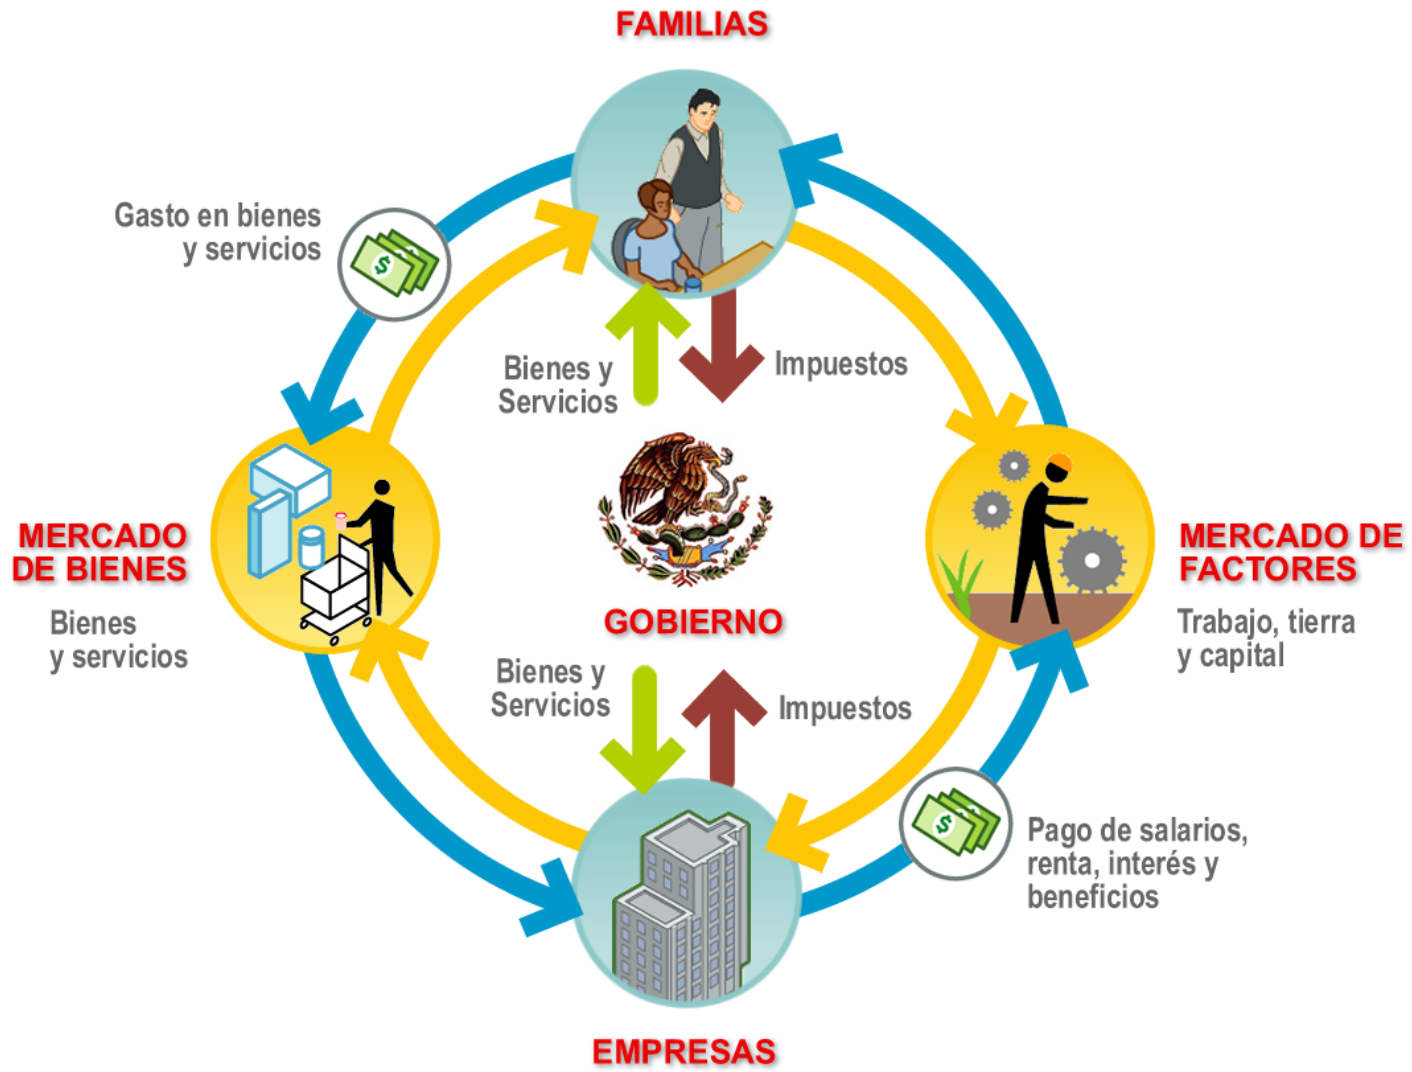 FAMILIAS
Gasto en bienes
y servicios
Bienes y
Servicios
Impuestos
MERCADO
DE BIENES
Bienes
y servicios
GOBIERNO
MERCADO DE
FACTORES
Trabajo, tierra
y capital
Bienes y
Servicios
Impuestos
Pago de salarios,
renta, interés y
beneficios
EMPRESAS
$
$